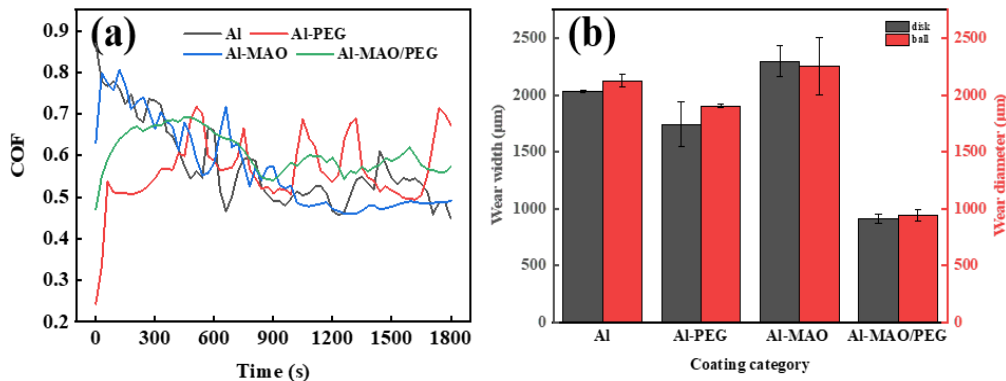 (a)
Al
Al-PEG
Al-MAO
Al-MAO/PEG
0.9
0.8
0.7
0.6
0.5
0.4
0.3
0.2
COF
0 300 600 900 1200 1500 1800
Time (s)
(b)
disk
ball
2500
2000
1500
1000
500
0
Wear width (μm)
2500
2000
1500
1000
500
0
Wear diameter (μm)
Al Al-PEG Al-MAO Al-MAO/PEG
Coating category